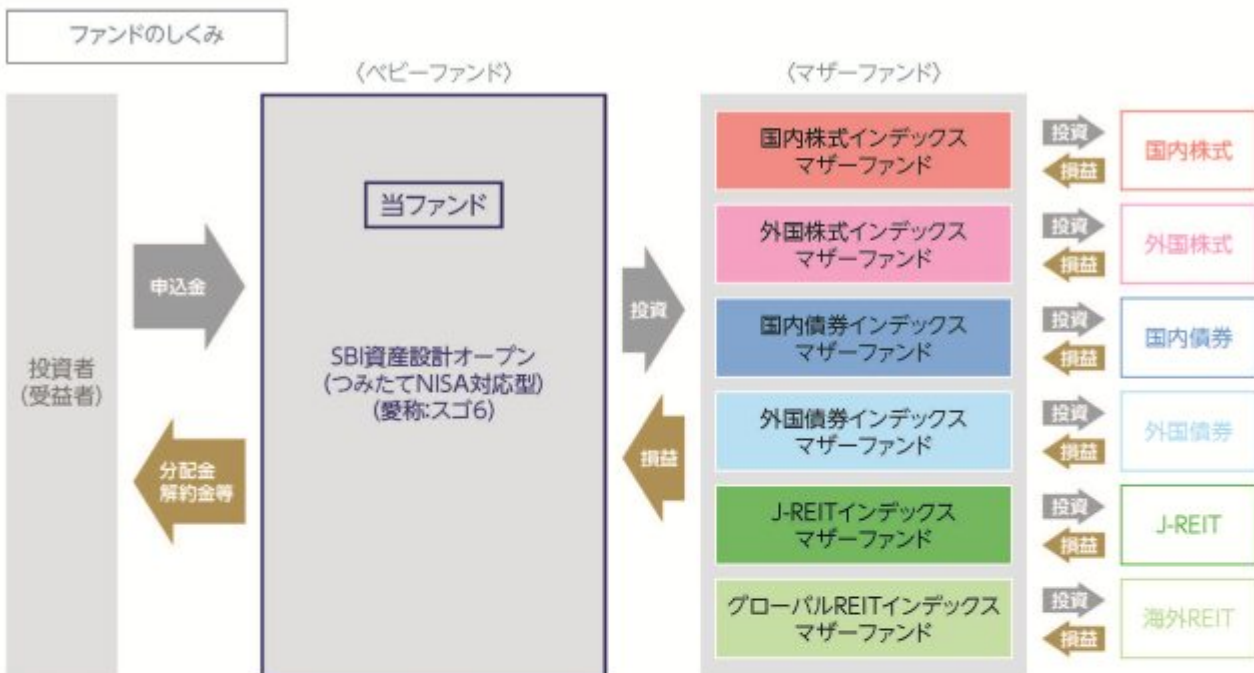 ファンドのしくみ
〈ベビーファンド〉
〈マザーファンド〉
投資者
(受益者)
申込金
分配金
解約金等
当ファンド
SBI資産設計オープン
(つみたてNISA対応型)
(愛称:スゴ6)
投資
損益
国内株式インデックス
マザーファンド
投資
損益
国内株式
外国株式インデックス
マザーファンド
投資
損益
外国株式
国内債券インデックス
マザーファンド
投資
損益
国内債券
外国債券インデックス
マザーファンド
投資
損益
外国債券
J-REITインデックス
マザーファンド
投資
損益
J-REIT
グローバルREITインデックス
マザーファンド
投資
損益
海外REIT